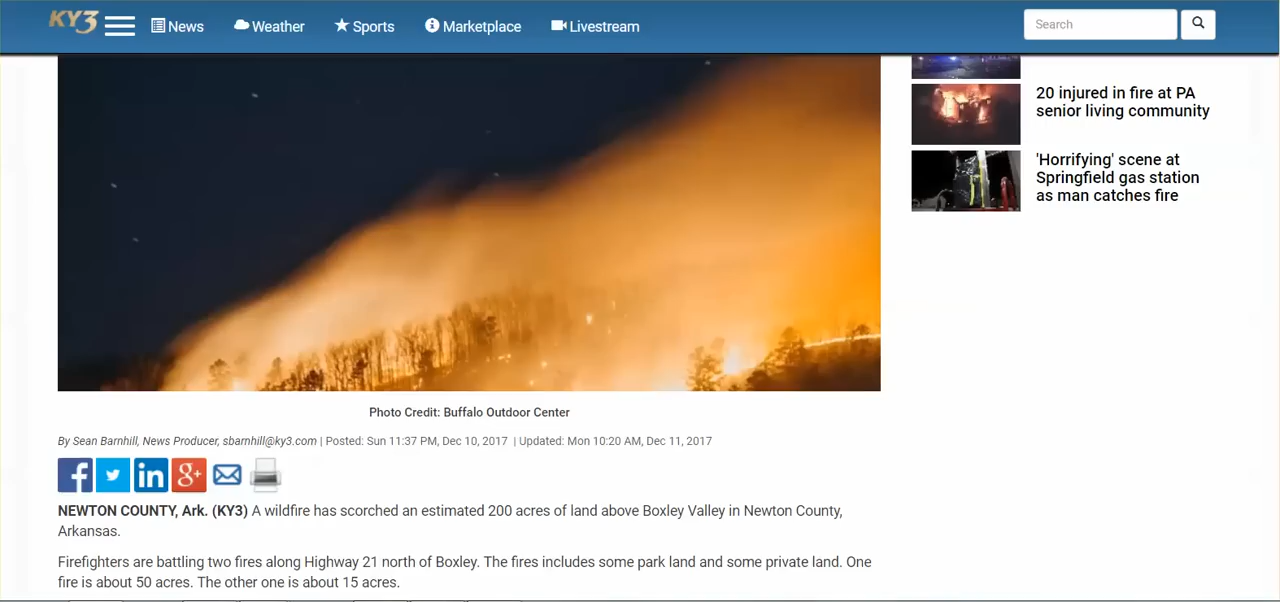 KY3 News Weather Sports Marketplace Livestream Search
20 injured in fire at PA
senior living community
'Horrifying' scene at
Springfield gas station
as man catches fire
Photo Credit: Buffalo Outdoor Center
By Sean Barnhill, News Producer, sbarnhill@ky3.com | Posted: Sun 11:37 PM, Dec 10, 2017 | Updated: Mon 10:20 AM, Dec 11, 2017
f in g+
NEWTON COUNTY, Ark. (KY3) A wildfire has scorched an estimated 200 acres of land above Boxley Valley in Newton County,
Arkansas.
Firefighters are battling two fires along Highway 21 north of Boxley. The fires includes some park land and some private land. One
fire is about 50 acres. The other one is about 15 acres.